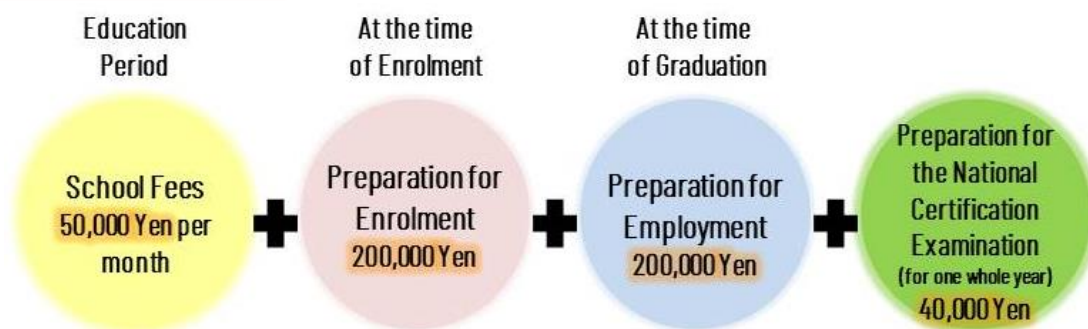 Education
Period
At the time
of Enrolment
At the time
of Graduation
School Fees
50,000 Yen per
month
Preparation for
Enrolment
200,000 Yen
Preparation for
Employment
200,000 Yen
Preparation for
the National
Certification
Examination
(for one whole year)
40,000 Yen